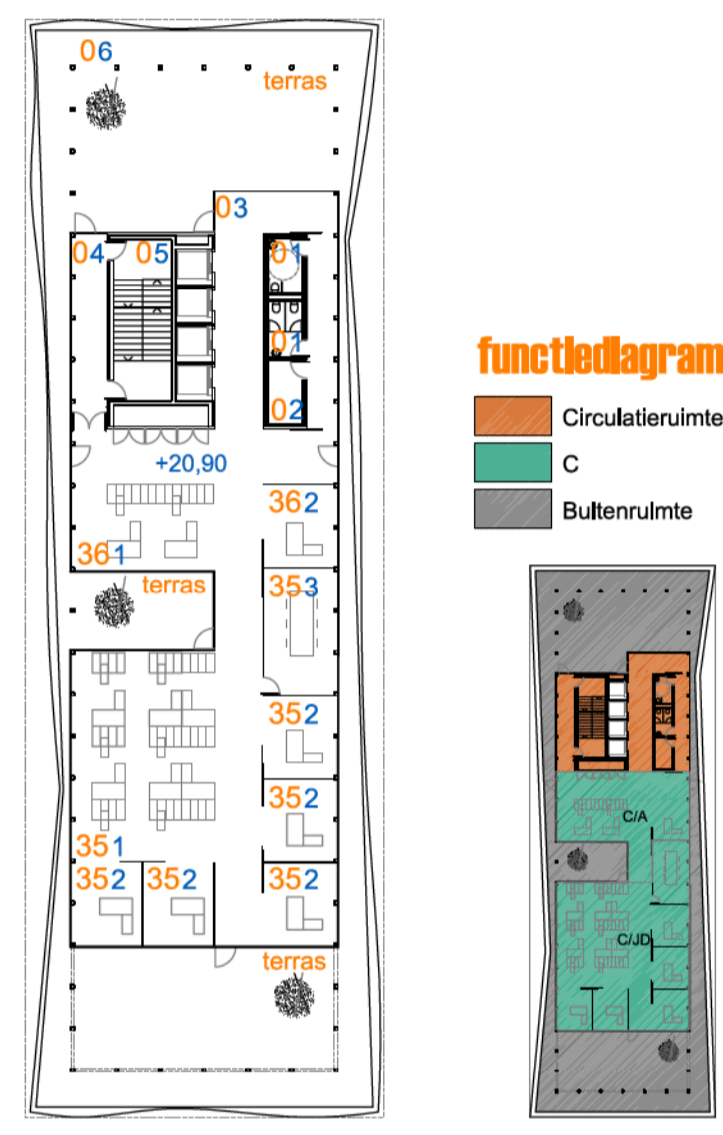 06
terras
03
04 05 01
01
02
+20,90
362
361
terras 353
352
352
351
352 352 352
terras
functiediagram
Circulatieruimte
C
Buitenruimte
C/A
C/JD